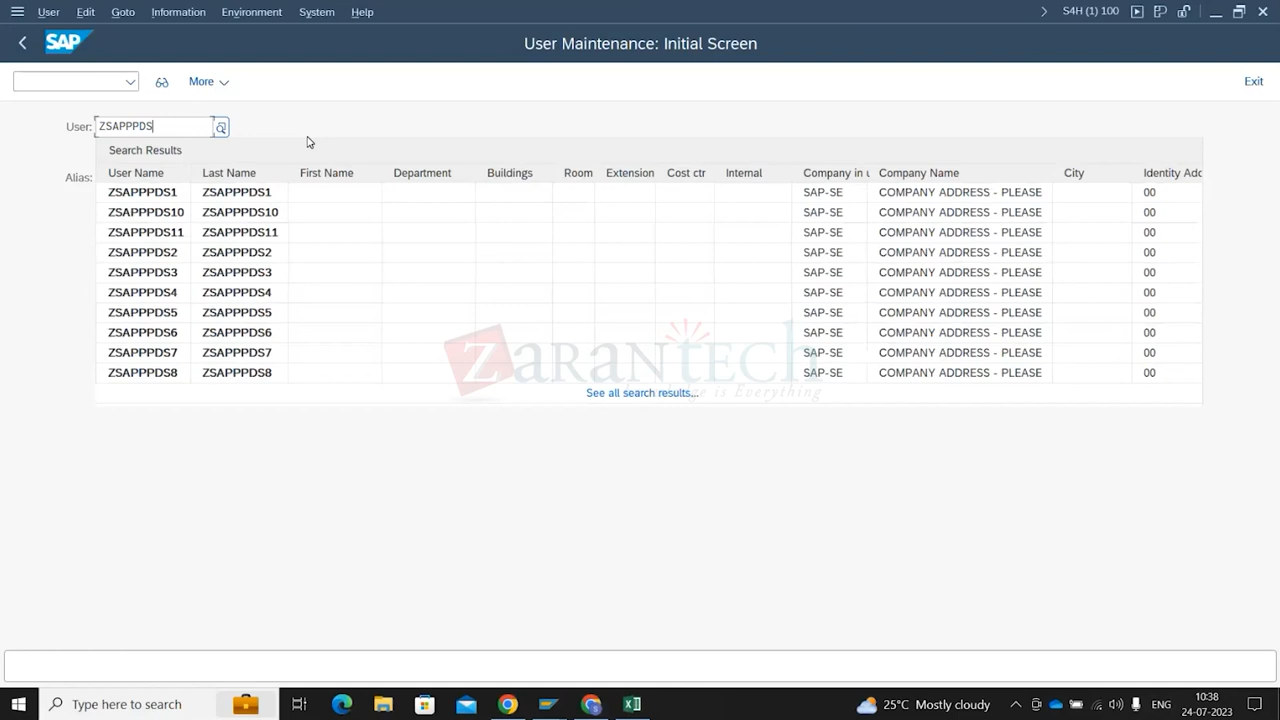 User Edit Goto Information Environment System Help S4H (1) 100
SAP User Maintenance: Initial Screen
More Exit
User: ZSAPPPDS
Search Results
Alias:
User Name Last Name First Name Department Buildings Room Extension Cost ctr Internal Company in u Company Name City Identity Adc
ZSAPPPDS1 ZSAPPPDS1 SAP-SE COMPANY ADDRESS - PLEASE 00
ZSAPPPDS10 ZSAPPPDS10 SAP-SE COMPANY ADDRESS - PLEASE 00
ZSAPPPDS11 ZSAPPPDS11 SAP-SE COMPANY ADDRESS - PLEASE 00
ZSAPPPDS2 ZSAPPPDS2 SAP-SE COMPANY ADDRESS - PLEASE 00
ZSAPPPDS3 ZSAPPPDS3 SAP-SE COMPANY ADDRESS - PLEASE 00
ZSAPPPDS4 ZSAPPPDS4 SAP-SE COMPANY ADDRESS - PLEASE 00
ZSAPPPDS5 ZSAPPPDS5 SAP-SE COMPANY ADDRESS - PLEASE 00
ZSAPPPDS6 ZSAPPPDS6 SAP-SE COMPANY ADDRESS - PLEASE 00
ZSAPPPDS7 ZSAPPPDS7 SAP-SE COMPANY ADDRESS - PLEASE 00
ZSAPPPDS8 ZSAPPPDS8 SAP-SE COMPANY ADDRESS - PLEASE 00
zarantech
See all search results... is Everything
Type here to search 25°C Mostly cloudy ENG 10:38
24-07-2023